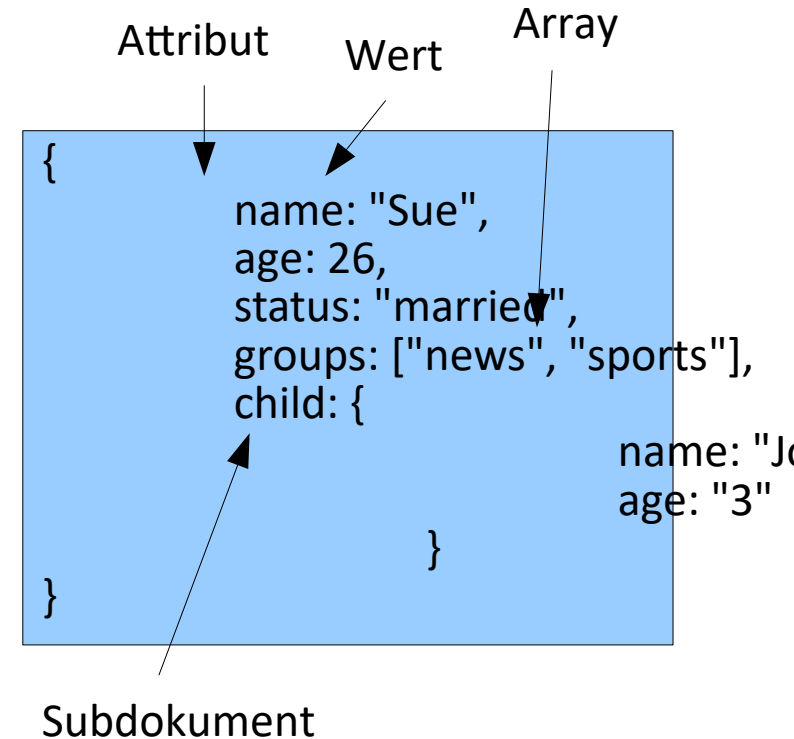 Attribut
Wert
Array
{
name: "Sue",
age: 26,
status: "married",
groups: ["news", "sports"],
child: {
name:
age: "3"
}
}
Subdokument